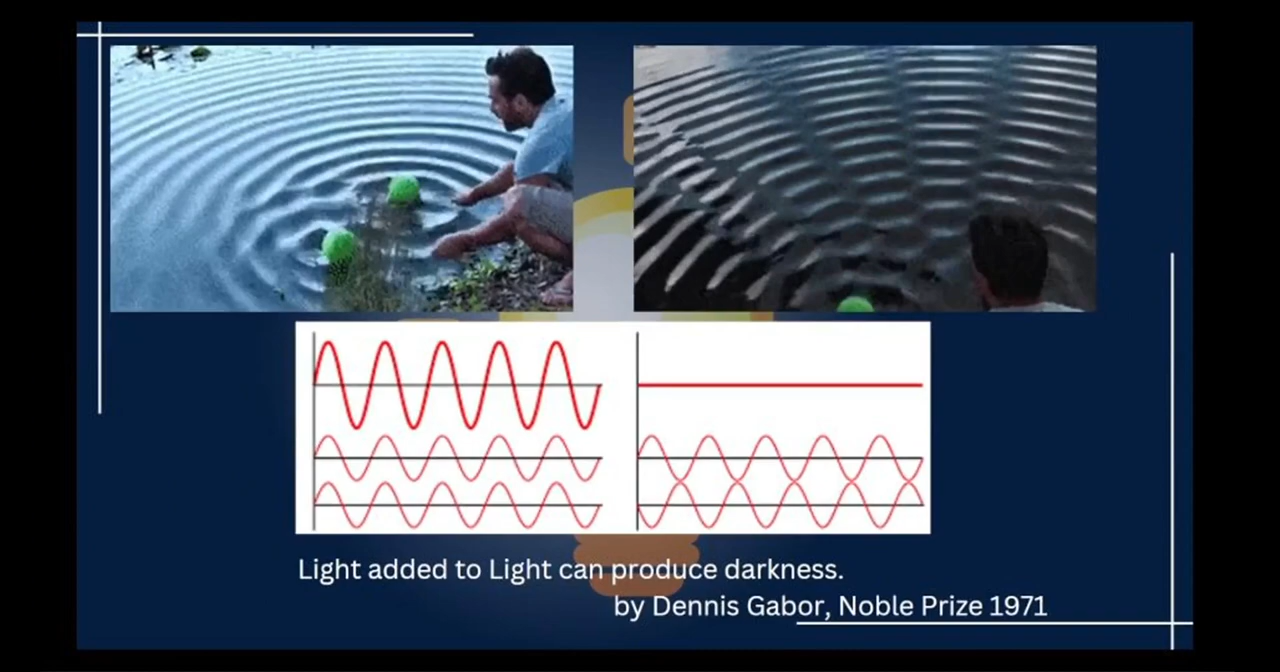 Light added to Light can produce darkness.
by Dennis Gabor, Noble Prize 1971